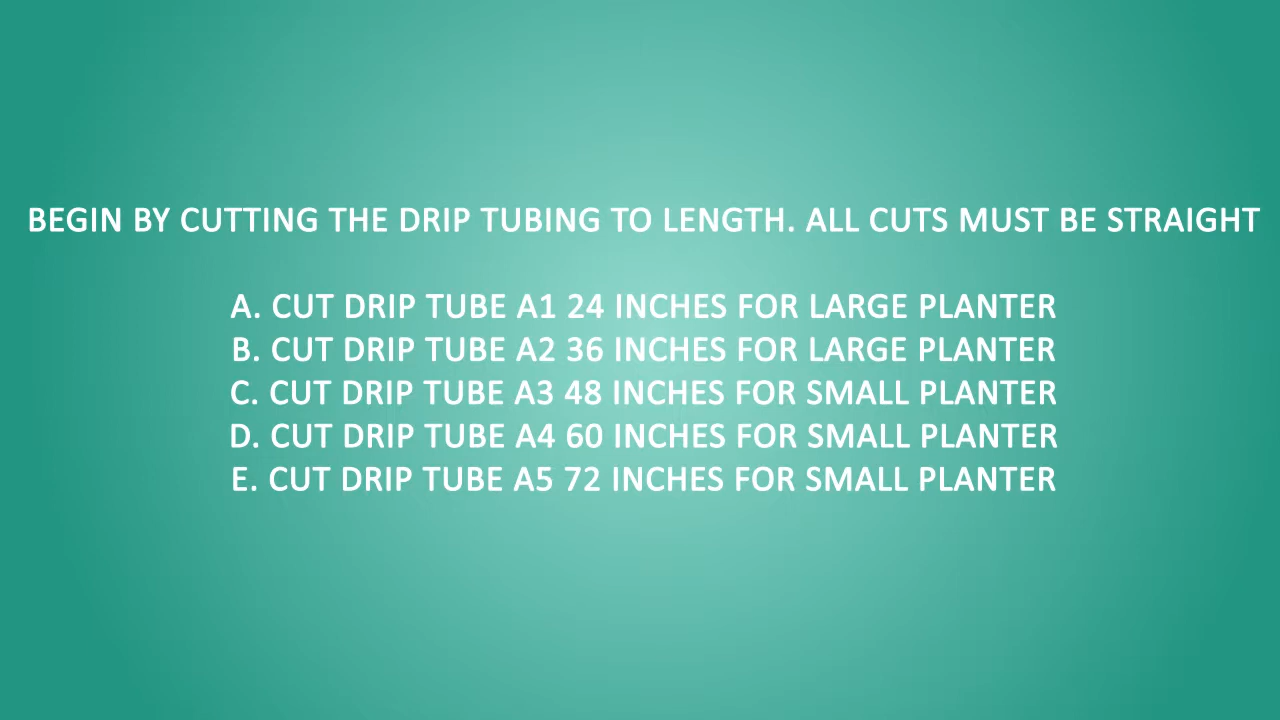 BEGIN BY CUTTING THE DRIP TUBING TO LENGTH. ALL CUTS MUST BE STRAIGHT
A. CUT DRIP TUBE A1 24 INCHES FOR LARGE PLANTER
B. CUT DRIP TUBE A2 36 INCHES FOR LARGE PLANTER
C. CUT DRIP TUBE A3 48 INCHES FOR SMALL PLANTER
D. CUT DRIP TUBE A4 60 INCHES FOR SMALL PLANTER
E. CUT DRIP TUBE A5 72 INCHES FOR SMALL PLANTER